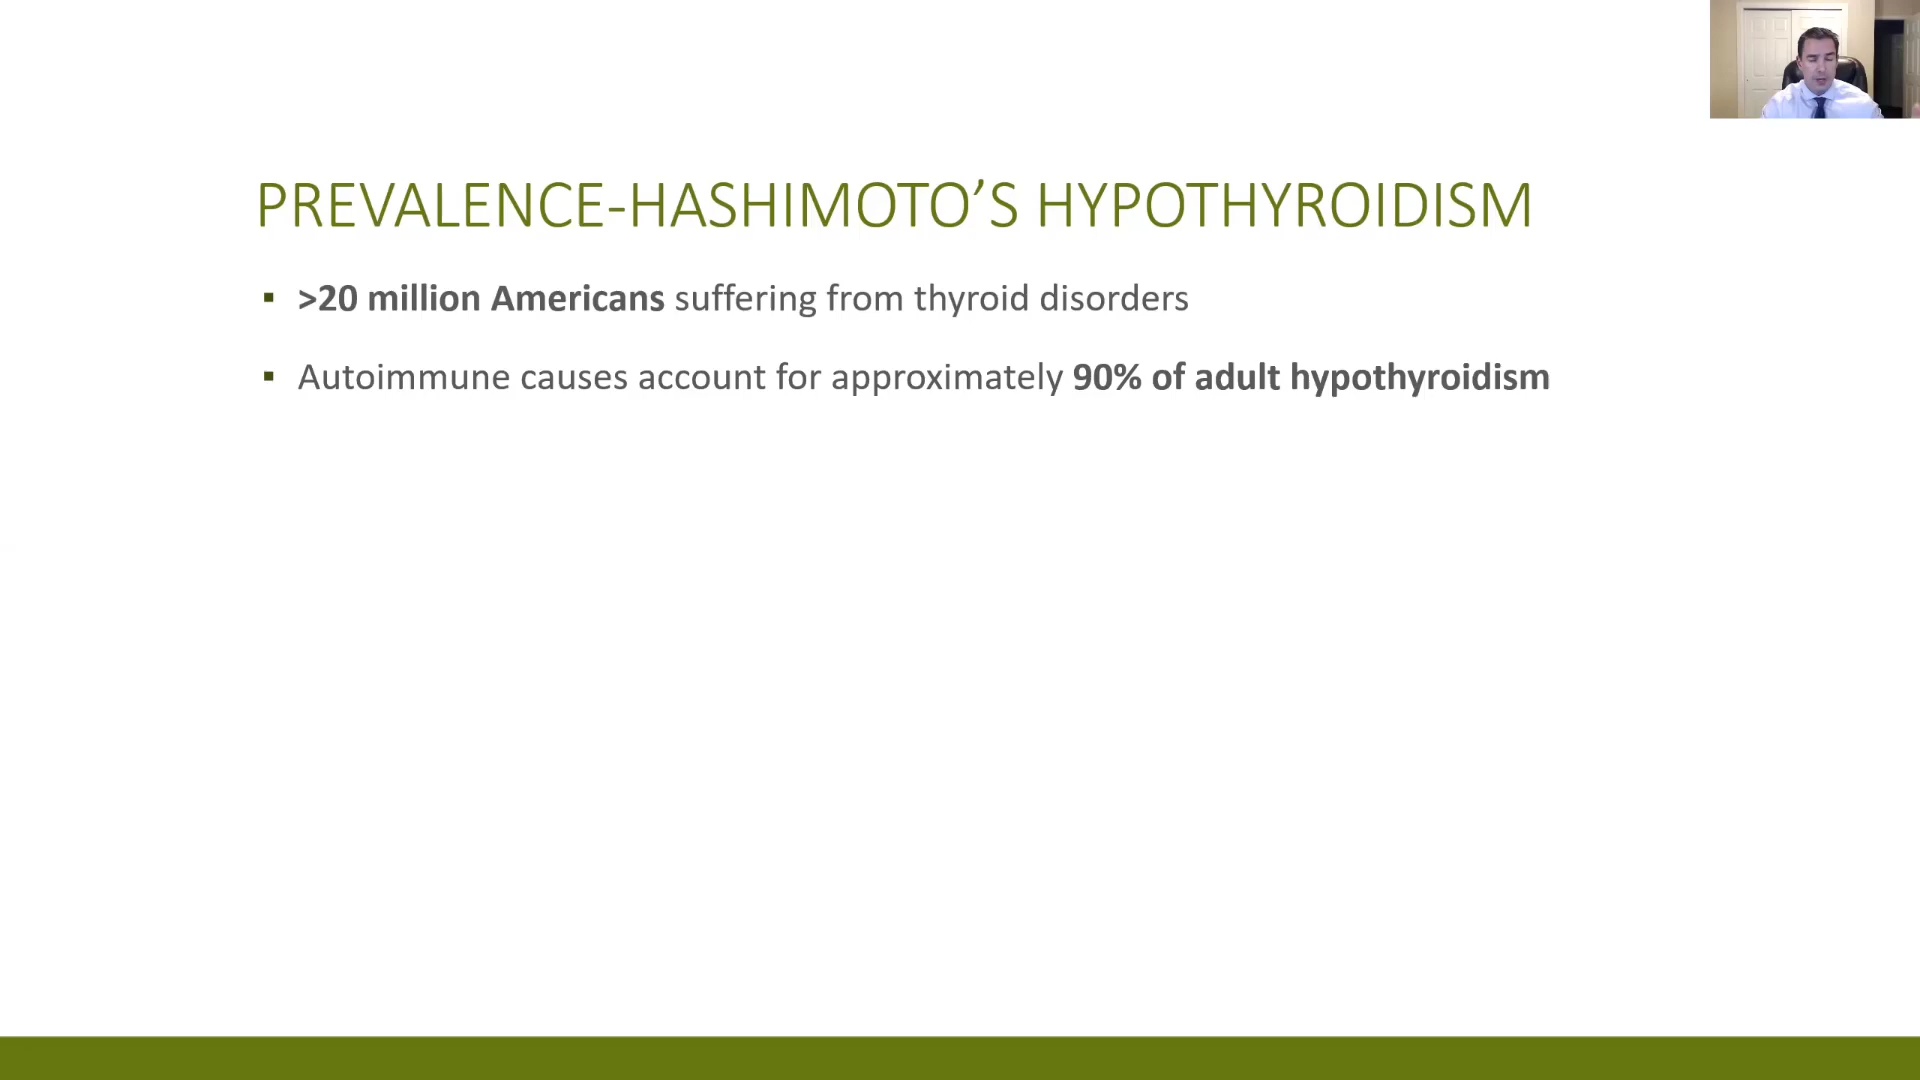 PREVALENCE-HASHIMOTO’S HYPOTHYROIDISM
▪ >20 million Americans suffering from thyroid disorders
▪ Autoimmune causes account for approximately 90% of adult hypothyroidism